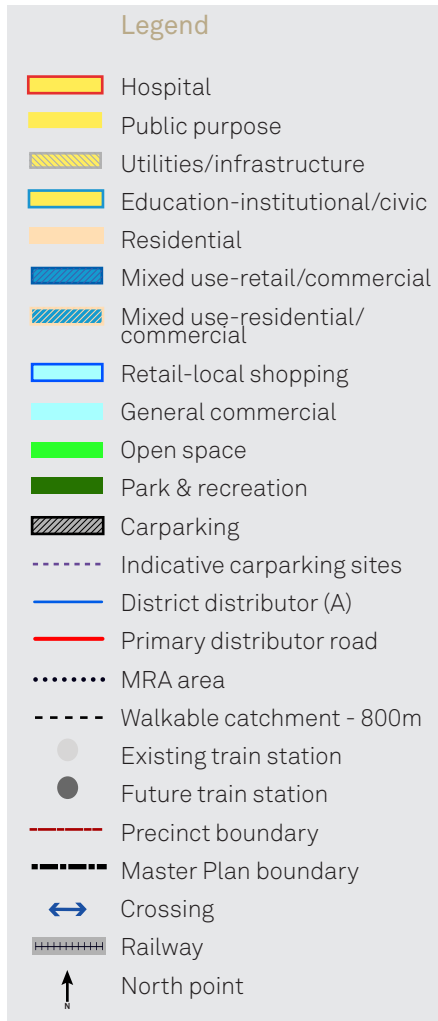 Legend
Hospital
Public purpose
Utilities/infrastructure
Education-institutional/civic
Residential
Mixed use-retail/commercial
Mixed use-residential/
commercial
Retail-local shopping
General commercial
Open space
Park & recreation
Carparking
Indicative carparking sites
District distributor (A)
Primary distributor road
MRA area
Walkable catchment - 800m
Existing train station
Future train station
Precinct boundary
Master Plan boundary
Crossing
Railway
North point
N